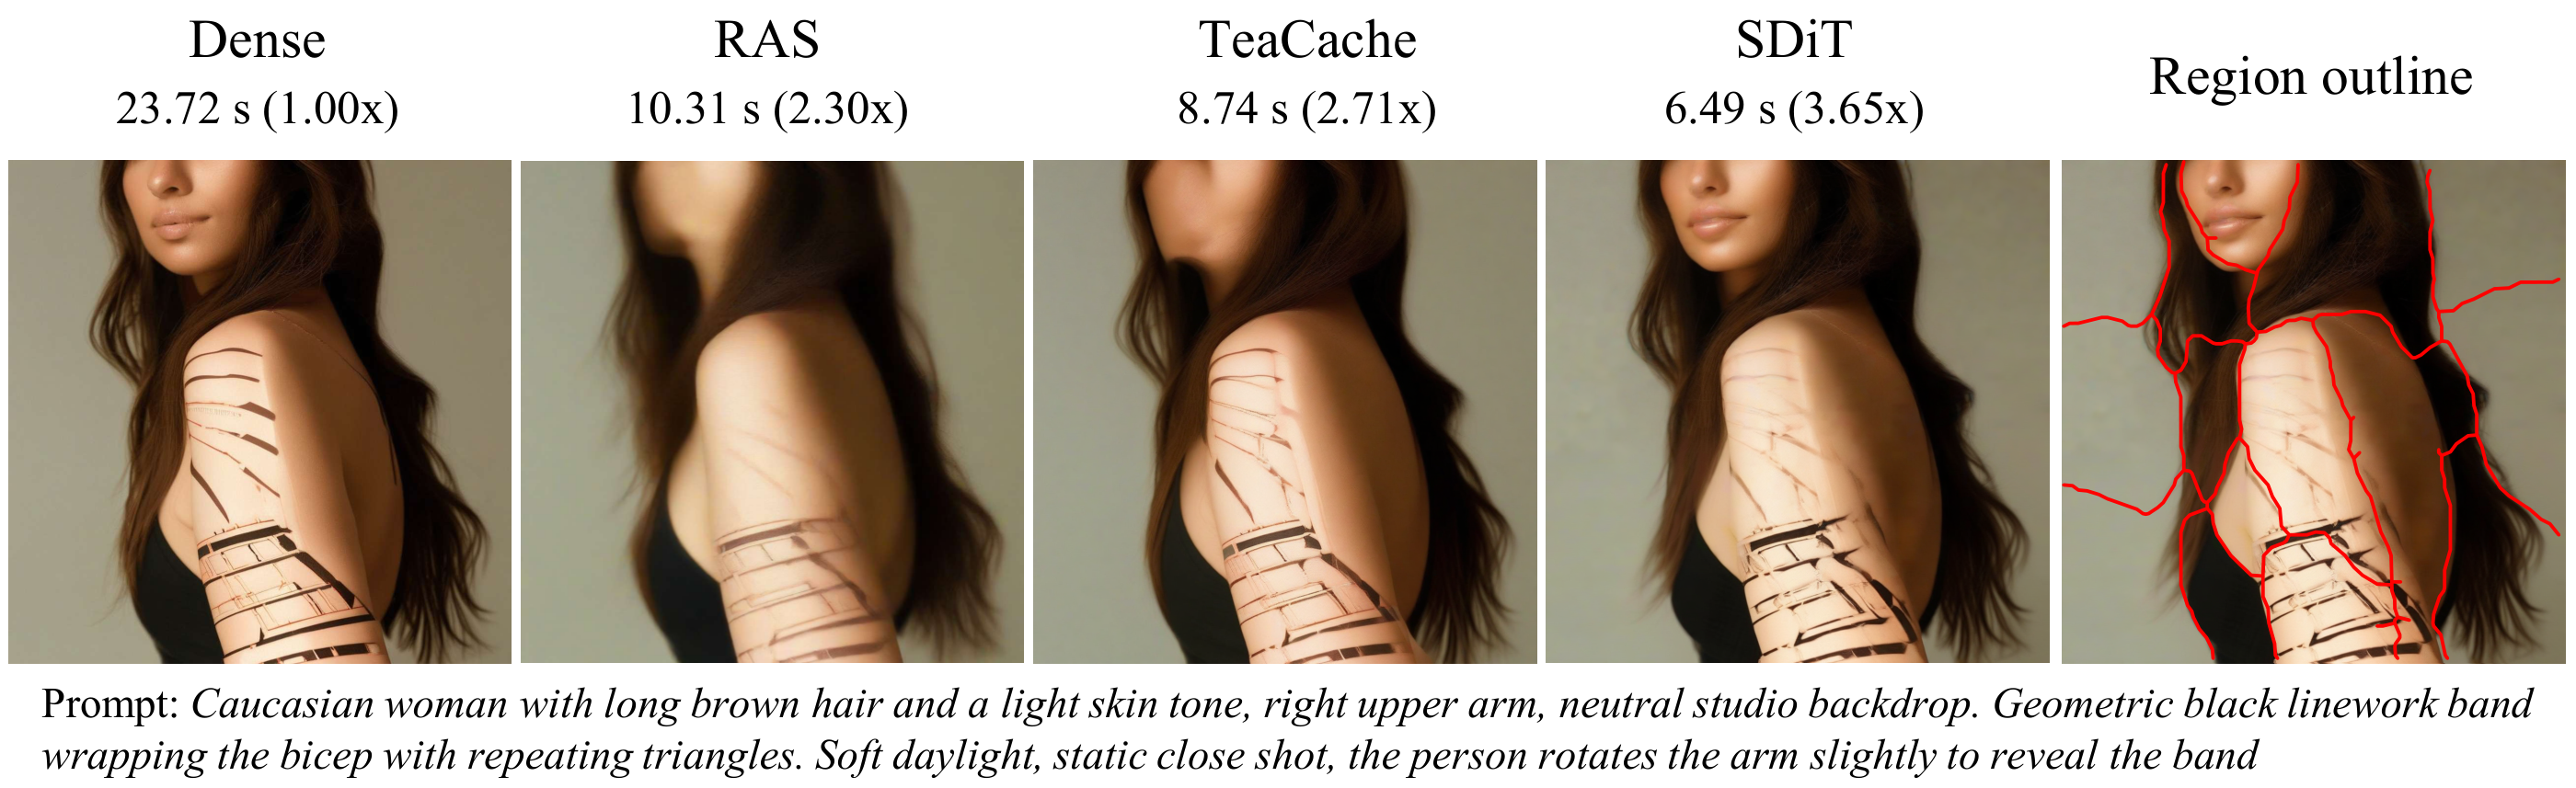 Dense
23.72 s (1.00x)
RAS
10.31 s (2.30x)
TeaCache
8.74 s (2.71x)
SDiT
6.49 s (3.65x)
Region outline
Prompt: Caucasian woman with long brown hair and a light skin tone, right upper arm, neutral studio backdrop. Geometric black linework band
wrapping the bicep with repeating triangles. Soft daylight, static close shot, the person rotates the arm slightly to reveal the band